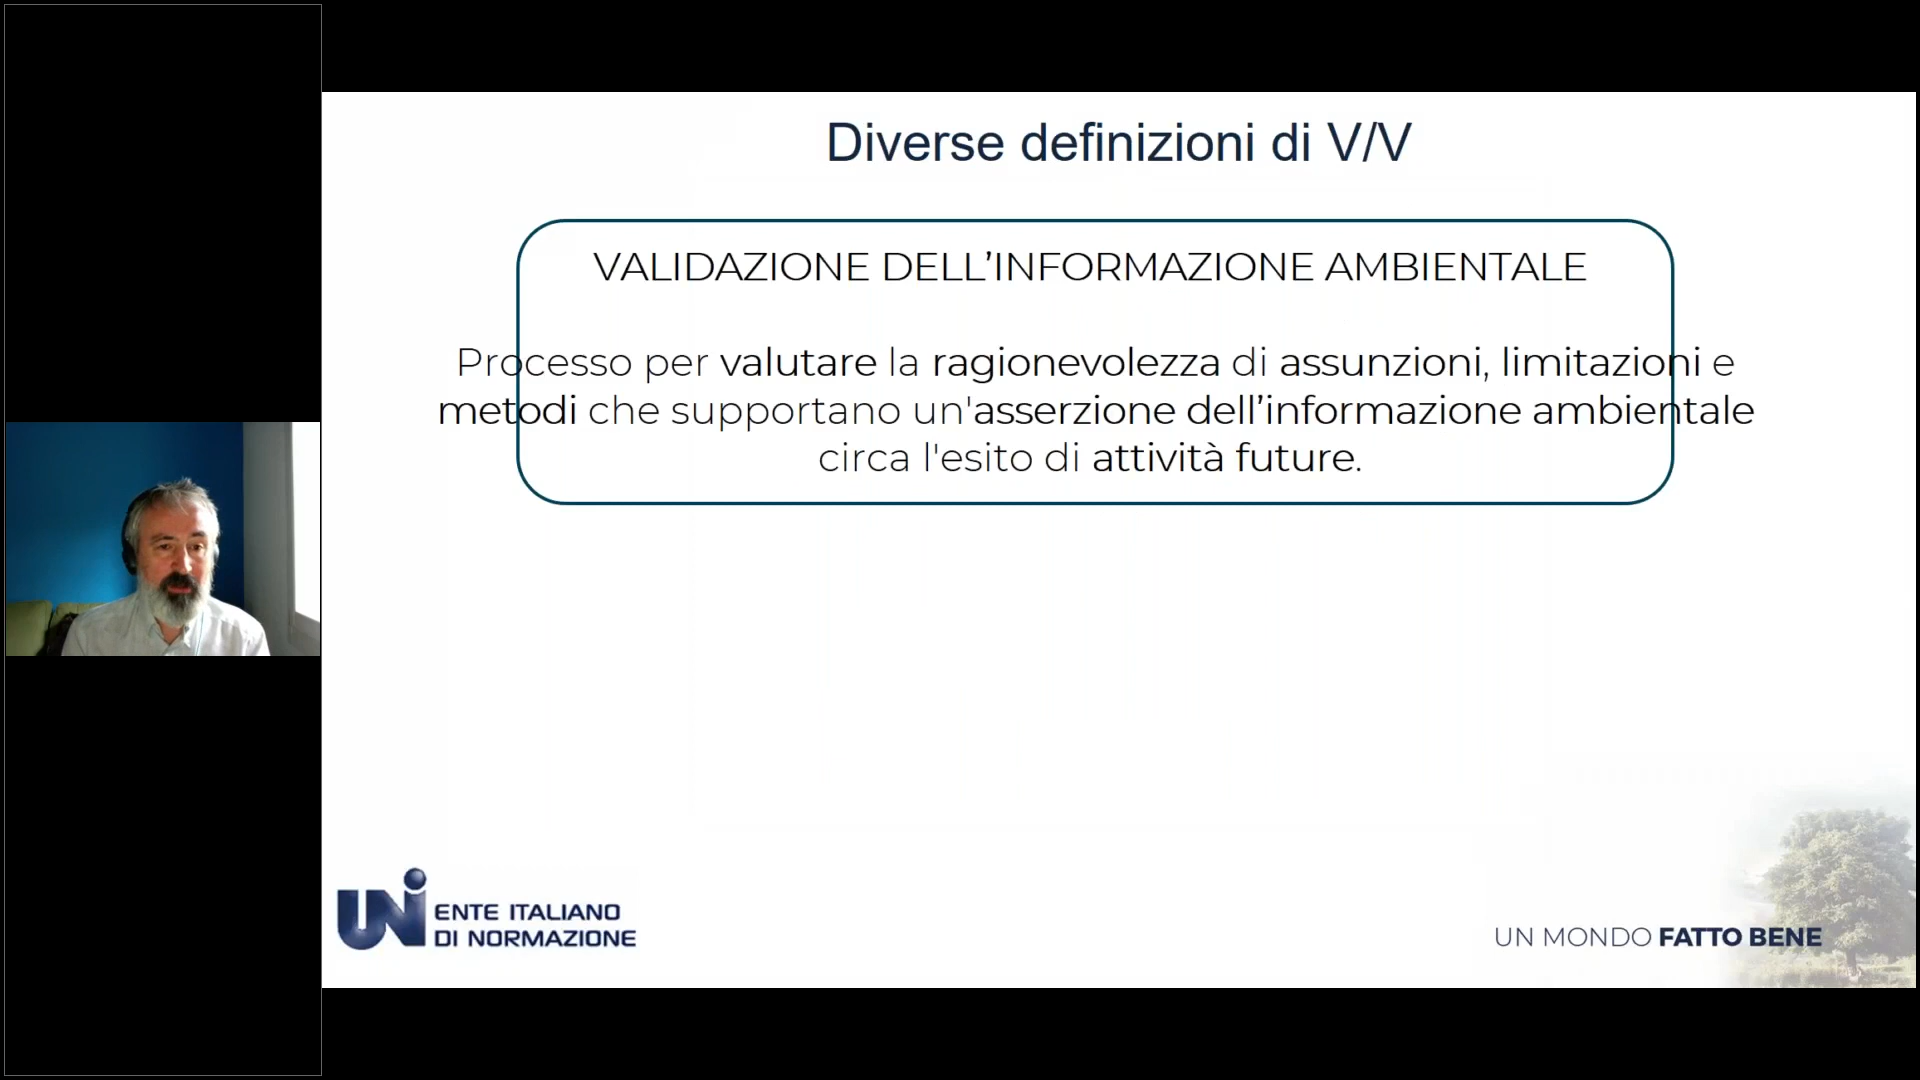 Diverse definizioni di V/V
VALIDAZIONE DELL’INFORMAZIONE AMBIENTALE
Processo per valutare la ragionevolezza di assunzioni, limitazioni e
metodi che supportano un'asserzione dell’informazione ambientale
circa l'esito di attività future.
UNI
ENTE ITALIANO
DI NORMAZIONE
UN MONDO FATTO BENE